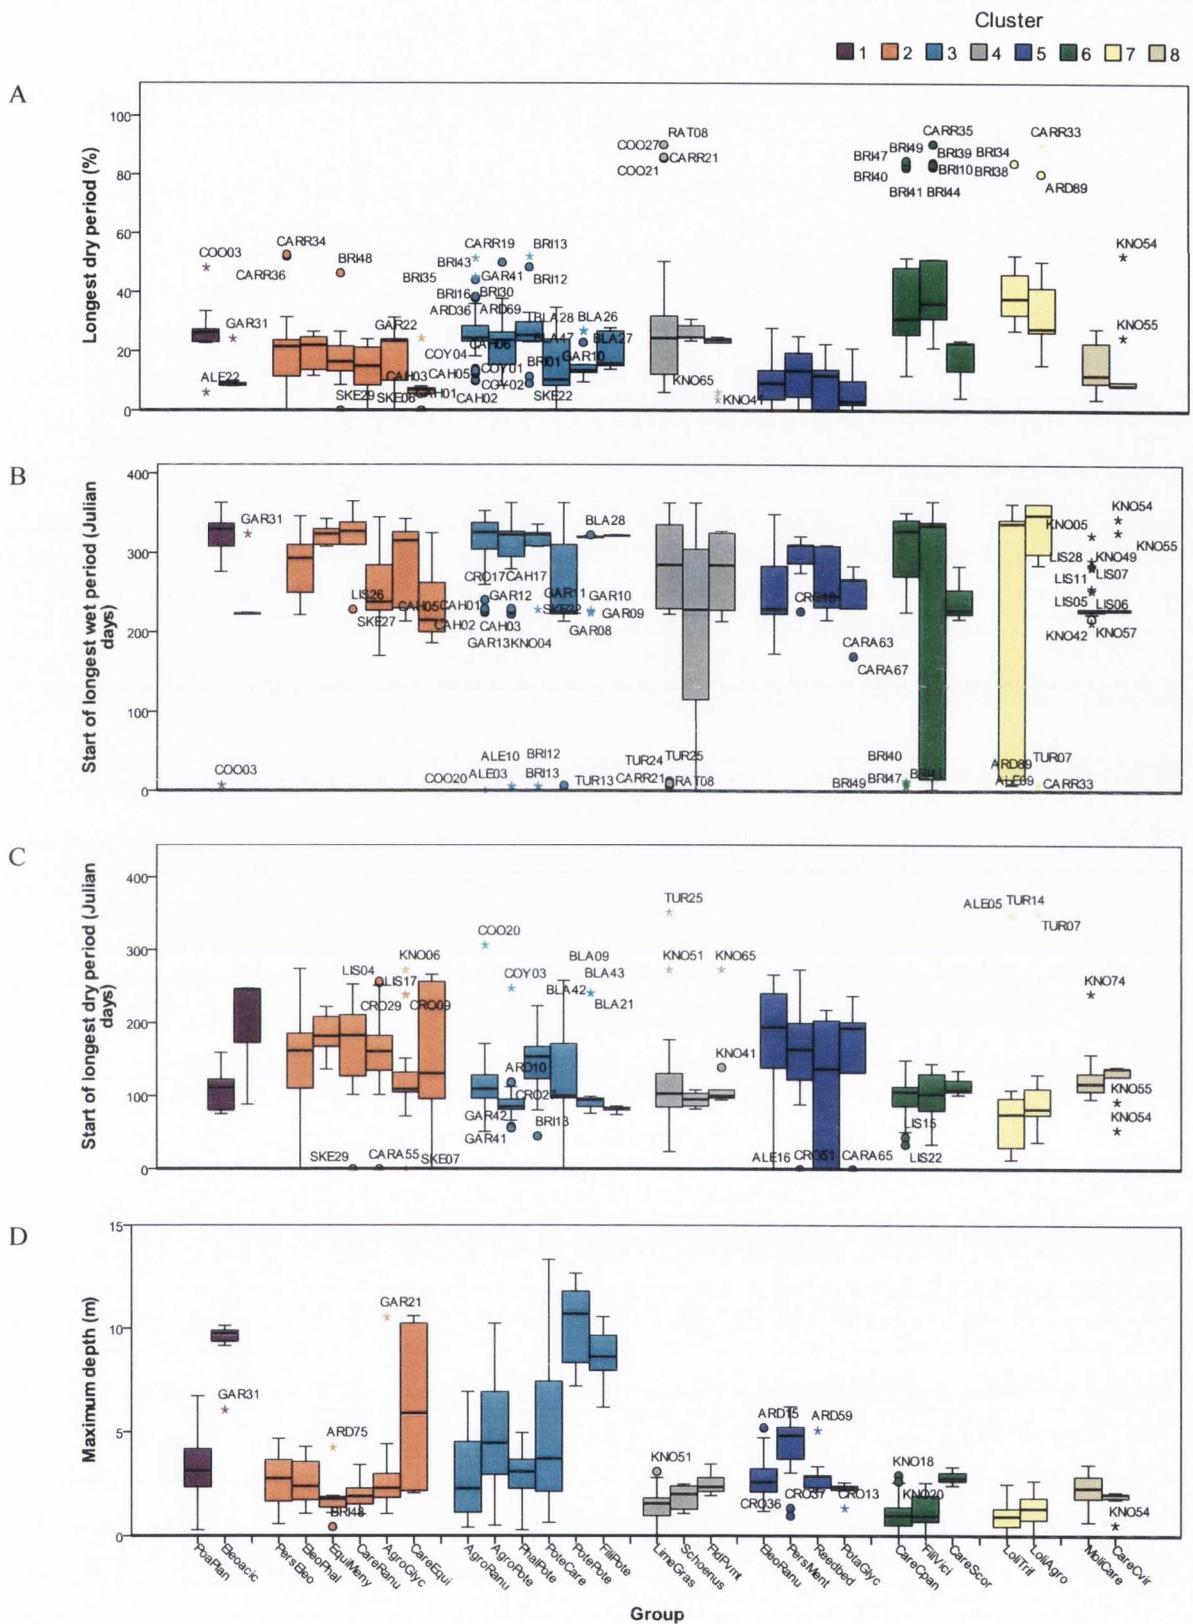 Cluster
1 2 3 4 5 6 7 8
A
Longest dry period (%)
100
80
60
40
20
0
COO03
GAR31
ALE22
CARR34
CARR36
BRI48
GAR22
SKE29
SKE06
BRI35
CAH03
CAH01
CARR19
BRI43
GAR41
BRI16
BRI30
ARD36
ARD69
CAH06
COY04
CAH05
COY01
COY02
CAH02
BRI13
BRI12
BLA28
BLA47
BRI01
SKE22
BLA26
BLA27
GAR10
COO27
RAT08
CARR21
COO21
KNO65
KNO41
BRI47
BRI49
BRI40
CARR35
BRI39
BRI10
BRI41
BRI44
BRI34
BRI38
CARR33
ARD89
KNO54
KNO55
B
Start of longest wet period (Julian days)
400
300
200
100
0
GAR31
COO03
LIS26
SKE27
CAH05
CAH01
CAH02
CRO17
CAH17
GAR12
CAH03
GAR13
KNO04
GAR11
SKE22
GAR08
BLA28
GAR10
GAR09
COO20
ALE10
ALE03
BRI12
BRI13
TUR13
TUR24
TUR25
CARR21
RAT08
CARA63
CARA67
BRI40
BRI47
BRI49
ARD89
ALE09
TUR07
CARR33
KNO05
KNO54
KNO55
LIS28
KNO49
LIS11
LIS07
LIS05
LIS06
KNO42
KNO57
C
Start of longest dry period (Julian days)
400
300
200
100
0
LIS04
LIS17
CRO29
KNO06
CRO09
SKE29
CARA55
SKE07
COO20
COY03
ARD10
GAR42
GAR41
BRI13
BLA09
BLA43
BLA42
BLA21
TUR25
KNO51
KNO65
KNO41
ALE16
CRO51
CARA65
LIS15
LIS22
ALE05
TUR14
TUR07
KNO74
KNO55
KNO54
D
Maximum depth (m)
15
10
5
0
GAR31
ARD75
BRI48
GAR21
KNO51
ARD15
CRO36
CRO37
ARD59
CRO13
KNO18
KNO20
KNO54
PoaPlan
Eleoacic
PersEleo
EleoPhal
EquiMeny
CareRanu
AgroGlyc
CareEqui
AgroRanu
AgroPote
PhalPote
PoteCare
PotePote
FiliPote
LimeGras
Schoenus
FldPvmt
EleoRanu
PersMent
Reedbed
PotaGlyc
CareCpan
FiliVici
CareScor
LoliTrif
LoliAgro
MoliCare
CareCvir
Group